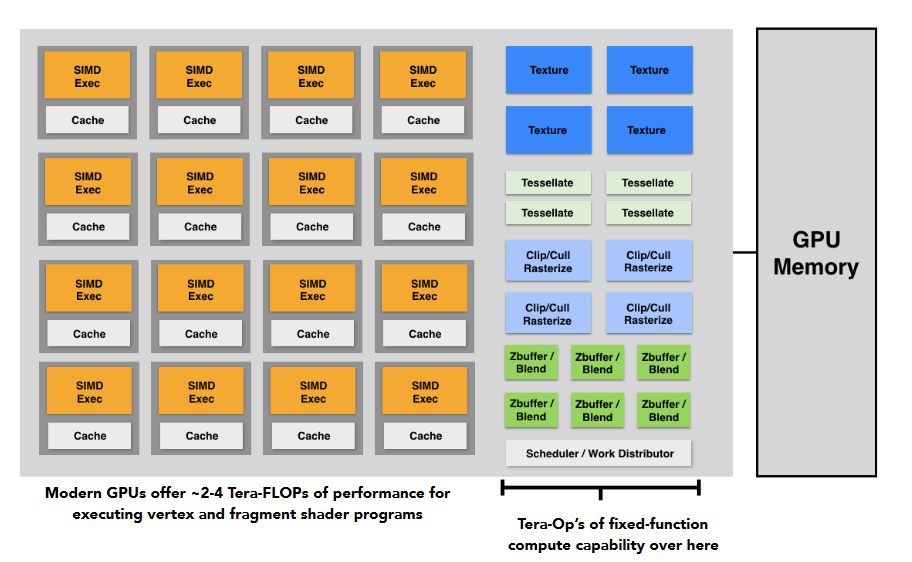 SIMD
Exec
Cache
SIMD
Exec
Cache
SIMD
Exec
Cache
SIMD
Exec
Cache
SIMD
Exec
Cache
SIMD
Exec
Cache
SIMD
Exec
Cache
SIMD
Exec
Cache
SIMD
Exec
Cache
SIMD
Exec
Cache
SIMD
Exec
Cache
SIMD
Exec
Cache
SIMD
Exec
Cache
SIMD
Exec
Cache
SIMD
Exec
Cache
SIMD
Exec
Cache
Texture
Texture
Texture
Texture
Tessellate
Tessellate
Tessellate
Tessellate
Clip/Cull
Rasterize
Clip/Cull
Rasterize
Clip/Cull
Rasterize
Clip/Cull
Rasterize
Zbuffer /
Blend
Zbuffer /
Blend
Zbuffer /
Blend
Zbuffer /
Blend
Zbuffer /
Blend
Zbuffer /
Blend
Scheduler / Work Distributor
GPU
Memory
Modern GPUs offer ~2-4 Tera-FLOPs of performance for
executing vertex and fragment shader programs
Tera-Op's of fixed-function
compute capability over here